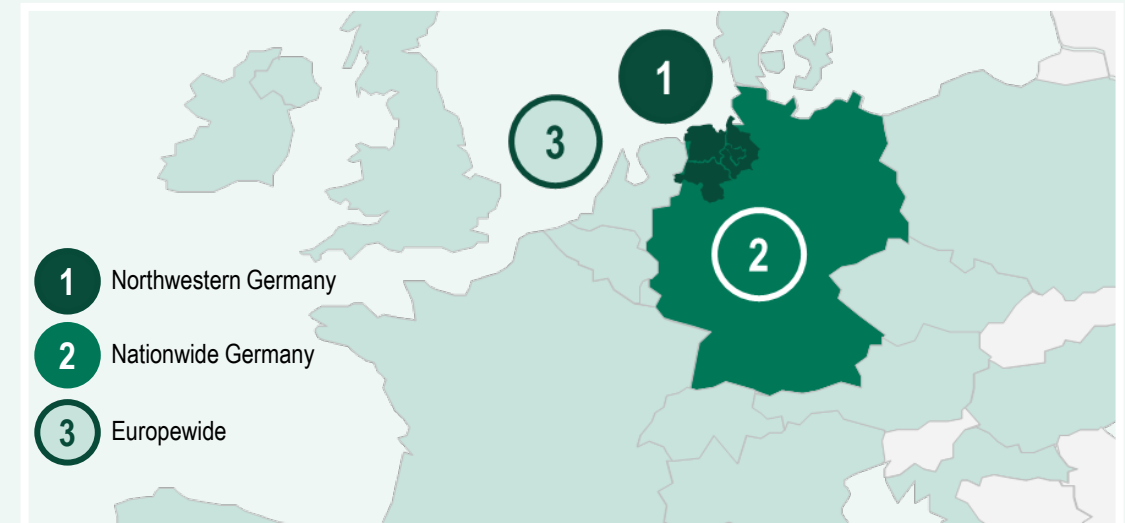 1
3
2
1 Northwestern Germany
2 Nationwide Germany
3 Europewide